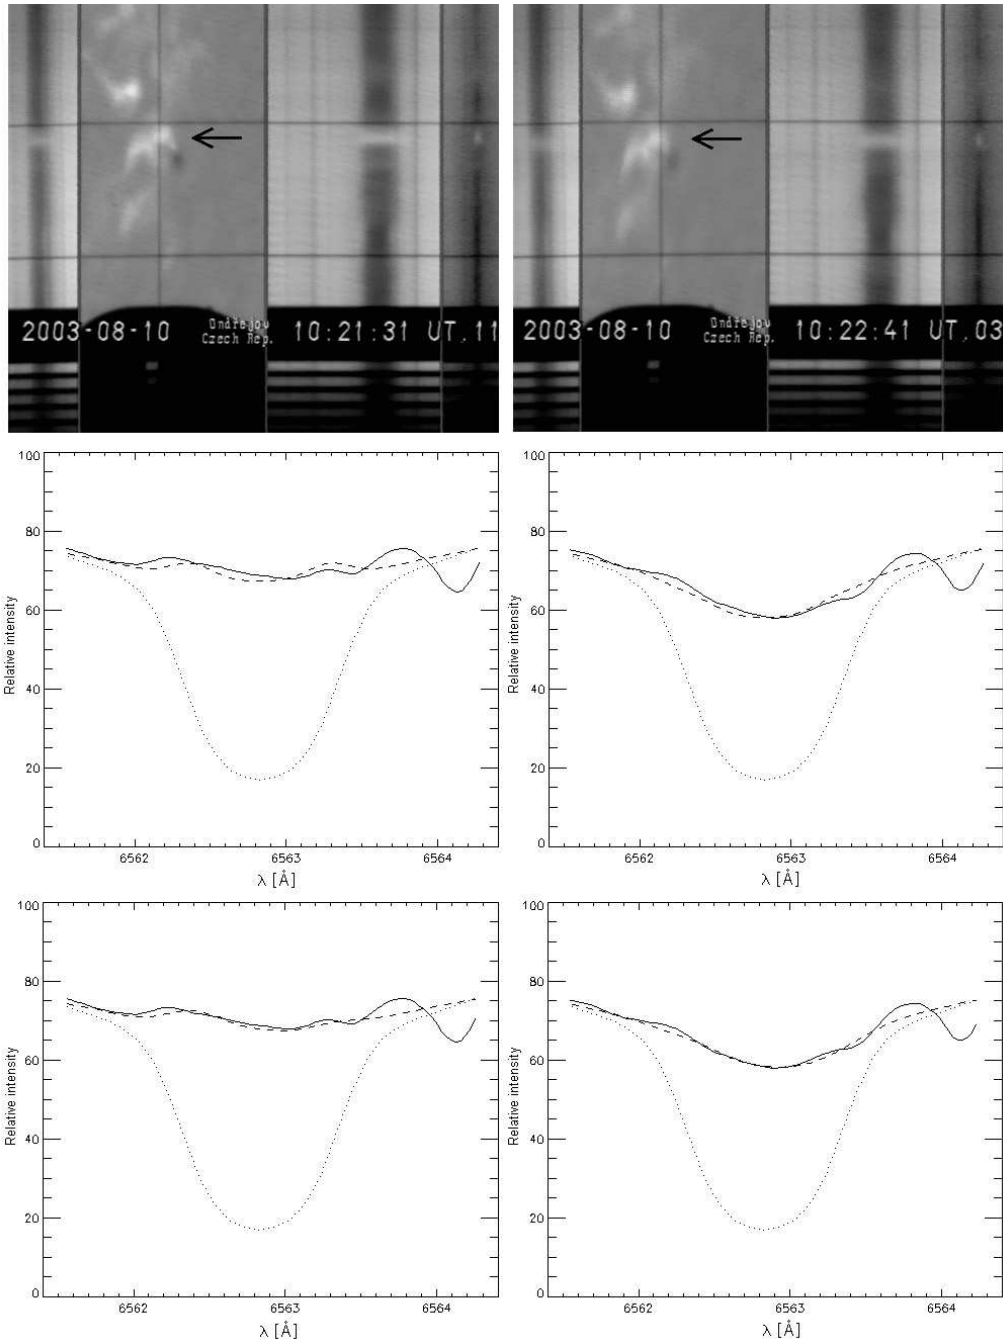 2003-08-10 Ondřejov Czech Rep. 10:21:31 UT,11
2003-08-10 Ondřejov Czech Rep. 10:22:41 UT,03
100
80
60
40
20
0
Relative intensity
6562 6563 6564
λ [Å]
100
80
60
40
20
0
Relative intensity
6562 6563 6564
λ [Å]
100
80
60
40
20
0
Relative intensity
6562 6563 6564
λ [Å]
100
80
60
40
20
0
Relative intensity
6562 6563 6564
λ [Å]